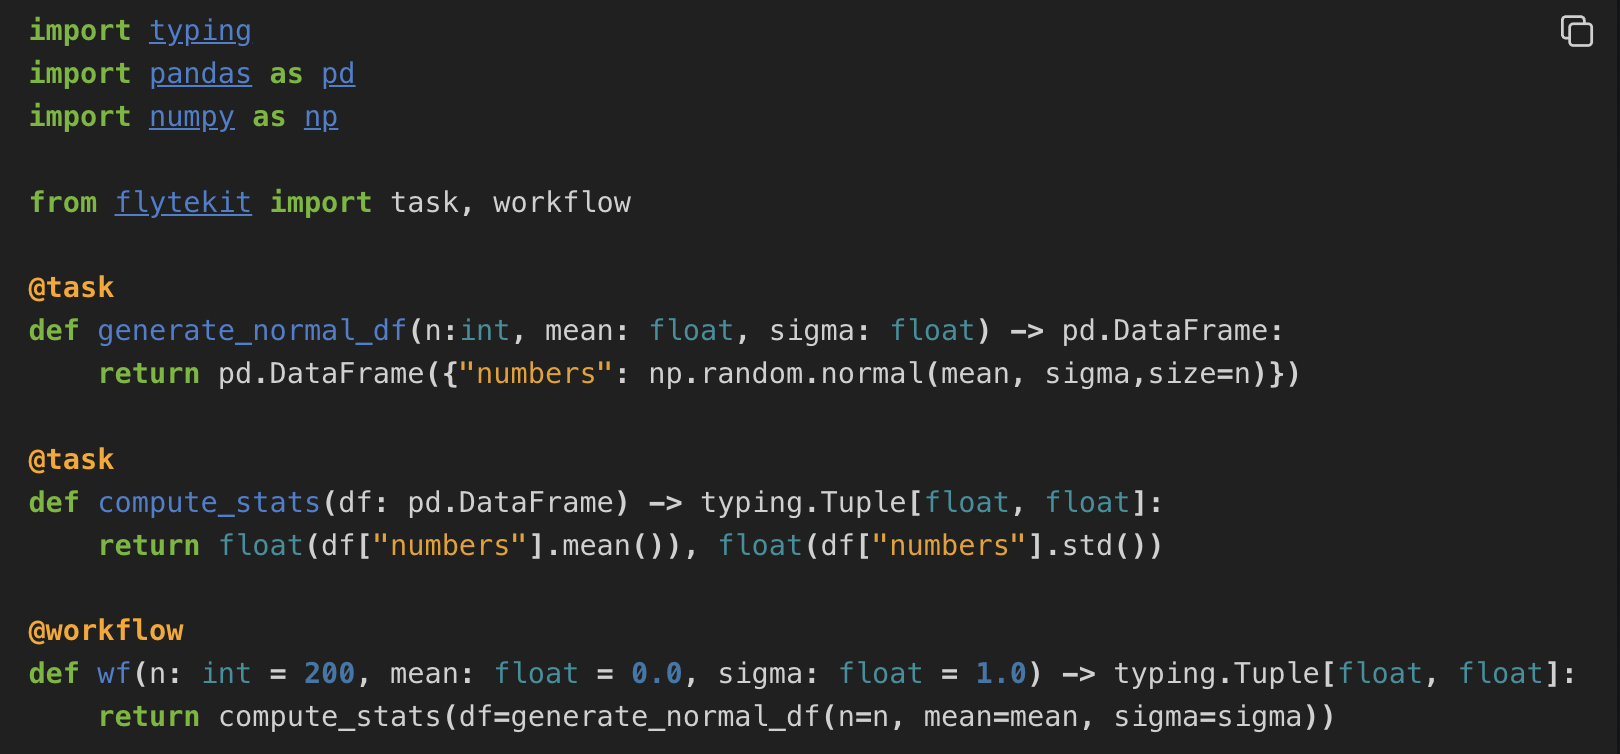 import typing
import pandas as pd
import numpy as np
from flytekit import task, workflow
@task
def generate_normal_df(n:int, mean: float, sigma: float) -> pd.DataFrame:
    return pd.DataFrame({"numbers": np.random.normal(mean, sigma,size=n)})
@task
def compute_stats(df: pd.DataFrame) -> typing.Tuple[float, float]:
    return float(df["numbers"].mean()), float(df["numbers"].std())
@workflow
def wf(n: int = 200, mean: float = 0.0, sigma: float = 1.0) -> typing.Tuple[float, float]:
    return compute_stats(df=generate_normal_df(n=n, mean=mean, sigma=sigma))